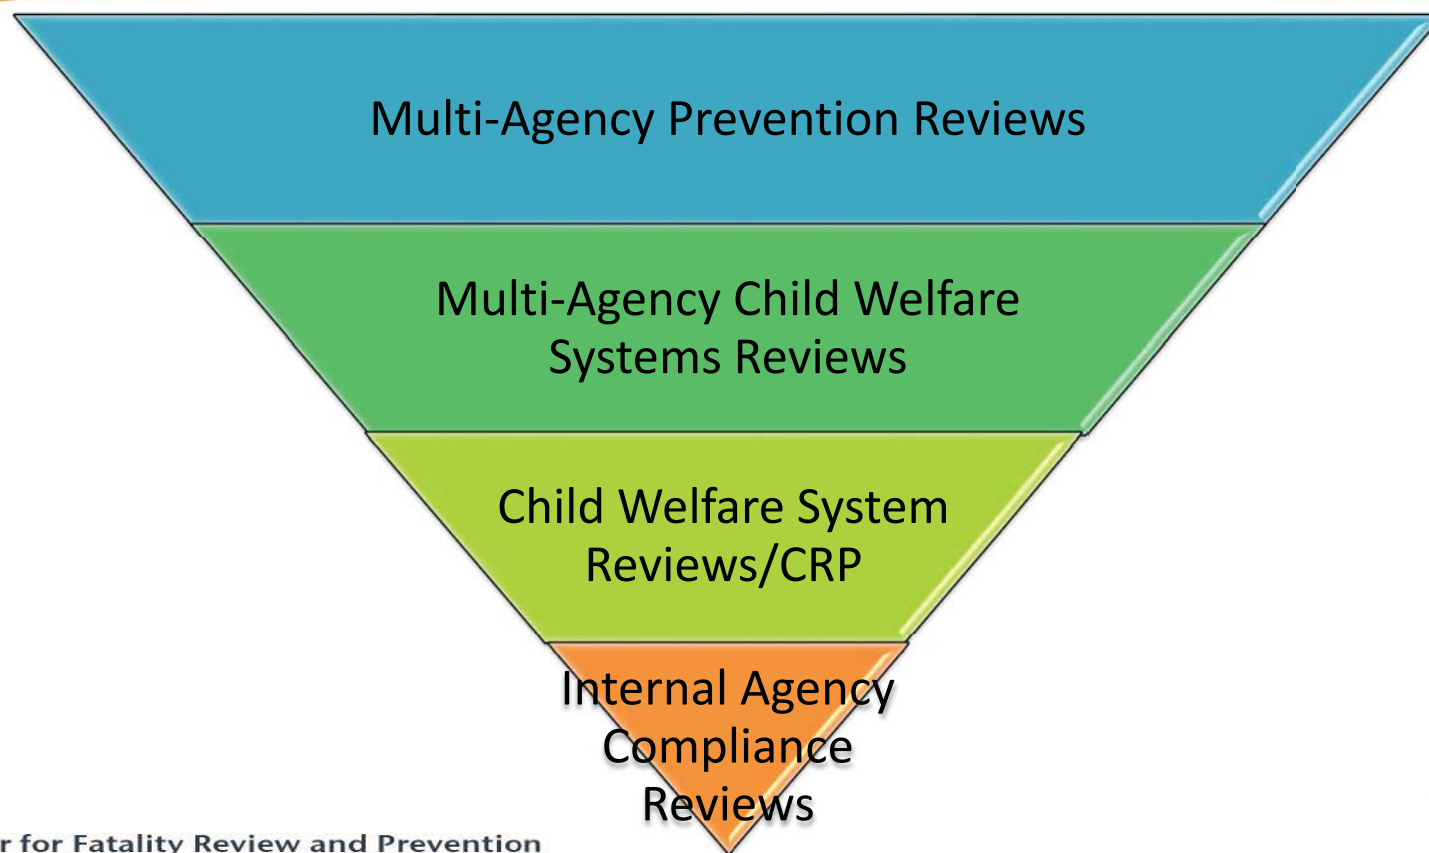 Multi-Agency Prevention Reviews
Multi-Agency Child Welfare
Systems Reviews
Child Welfare System
Reviews/CRP
Internal Agency
Compliance
Reviews
for Fatality Review and Prevention